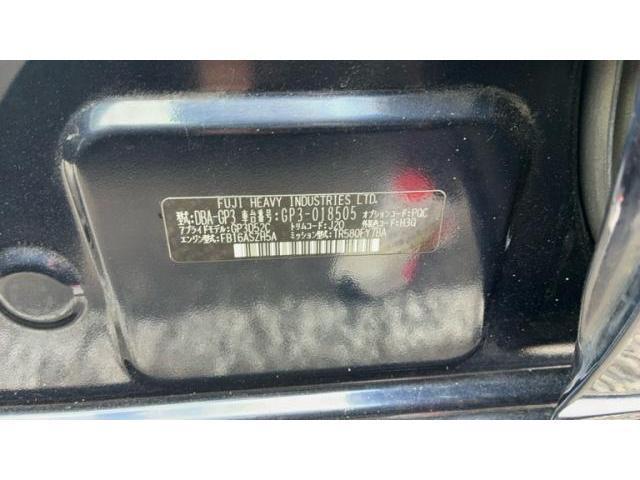 FUJI HEAVY INDUSTRIES LTD.
型式:DBA-GP3 車台番号:GP3-018505 オプションコード:PQC
アプライドモデル:GP3D52C トリムコード:J20 外装色コード:H3Q
エンジン型式:FB16ASZH5A ミッション型式:TR580FY7BA